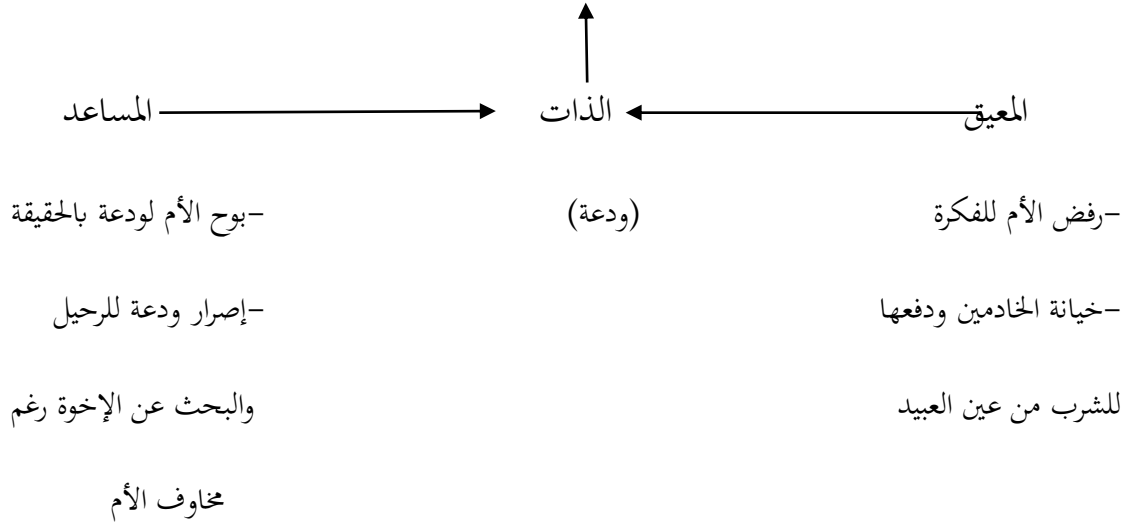 المعيق الذات المساعد
-رفض الأم للفكرة (ودعة) -بوح الأم لودعة بالحقيقة
-خيانة الخادمين ودفعها -إصرار ودعة للرحيل
للشرب من عين العبيد والبحث عن الإخوة رغم
مخاوف الأم